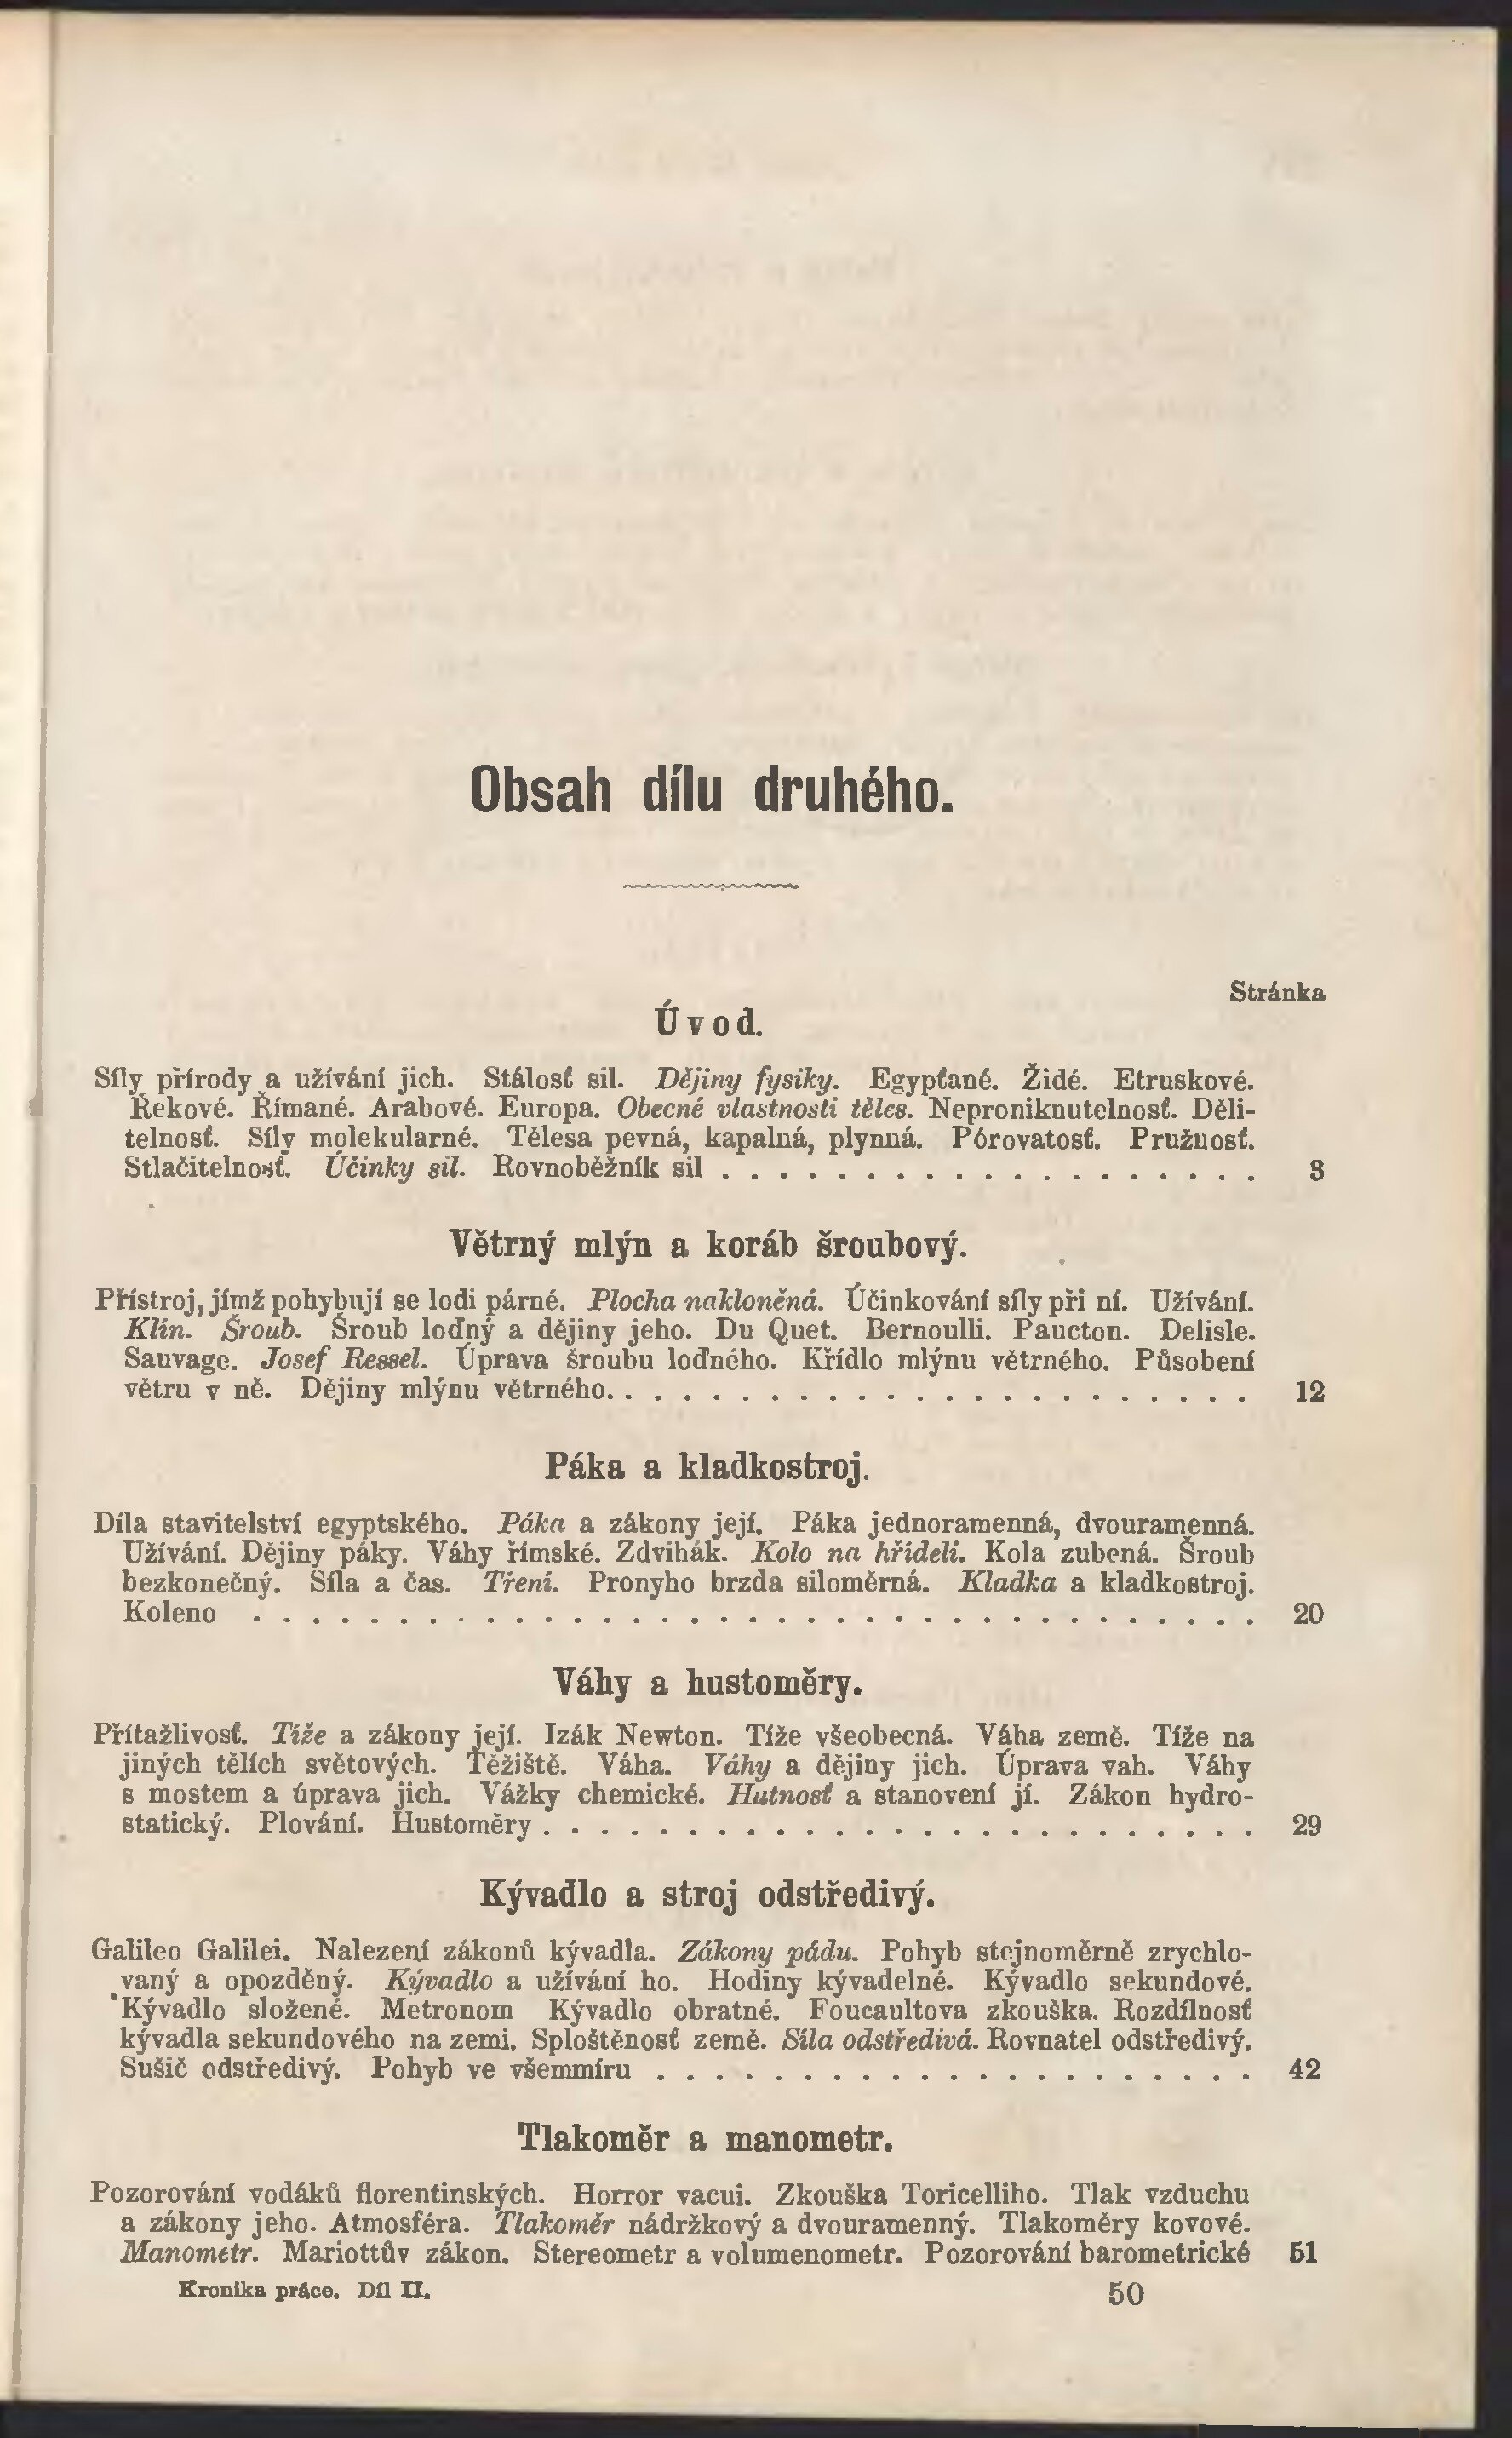 Obsah dílu druhého.
Stránka
Úvod.
Síly přírody a užívání jich. Stálosť sil. Dějiny fysiky. Egypťané. Židé. Etruskové.
Řekové. Římané. Arabové. Europa. Obecné vlastnosti těles. Neproniknutelnosť. Děli-
telnosť. Síly molekularné. Tělesa pevná, kapalná, plynná. Pórovatosť. Pružnosť.
Stlačitelnosť. Účinky sil. Rovnoběžník sil . . . . . . . . . . . . . . . . . . . 3
Větrný mlýn a koráb šroubový.
Přístroj, jímž pohybují se lodi párné. Plocha nakloněná. Účinkování síly při ní. Užívání.
Klín. Šroub. Šroub lodný a dějiny jeho. Du Quet. Bernoulli. Paucton. Delisle.
Sauvage. Josef Ressel. Úprava šroubu loďného. Křídlo mlýnu větrného. Působení
větru v ně. Dějiny mlýnu větrného. . . . . . . . . . . . . . . . . . . . . . . 12
Páka a kladkostroj.
Díla stavitelství egyptského. Páka a zákony její. Páka jednoramenná, dvouramenná.
Užívání. Dějiny páky. Váhy římské. Zdvihák. Kolo na hřídeli. Kola zubená. Šroub
bezkonečný. Síla a čas. Tření. Pronyho brzda siloměrná. Kladka a kladkostroj.
Koleno . . . . . . . . . . . . . . . . . . . . . . . . . . . . . . . . . . . 20
Váhy a hustoměry.
Přítažlivosť. Tíže a zákony její. Izák Newton. Tíže všeobecná. Váha země. Tíže na
jiných tělích světových. Těžiště. Váha. Váhy a dějiny jich. Úprava vah. Váhy
s mostem a úprava jich. Vážky chemické. Hutnosť a stanovení jí. Zákon hydro-
statický. Plování. Hustoměry . . . . . . . . . . . . . . . . . . . . . . . . . 29
Kývadlo a stroj odstředivý.
Galileo Galilei. Nalezení zákonů kývadla. Zákony pádu. Pohyb stejnoměrně zrychlo-
vaný a opozděný. Kývadlo a užívání ho. Hodiny kývadelné. Kývadlo sekundové.
Kývadlo složené. Metronom Kývadlo obratné. Foucaultova zkouška. Rozdílnosť
kývadla sekundového na zemi. Sploštěnosť země. Síla odstředivá. Rovnatel odstředivý.
Sušič odstředivý. Pohyb ve všemmíru . . . . . . . . . . . . . . . . . . . . . 42
Tlakoměr a manometr.
Pozorování vodáků florentinských. Horror vacui. Zkouška Toricelliho. Tlak vzduchu
a zákony jeho. Atmosféra. Tlakoměr nádržkový a dvouramenný. Tlakoměry kovové.
Manometr. Mariottův zákon. Stereometr a volumenometr. Pozorování barometrické 51
Kronika práce. Díl II. 50